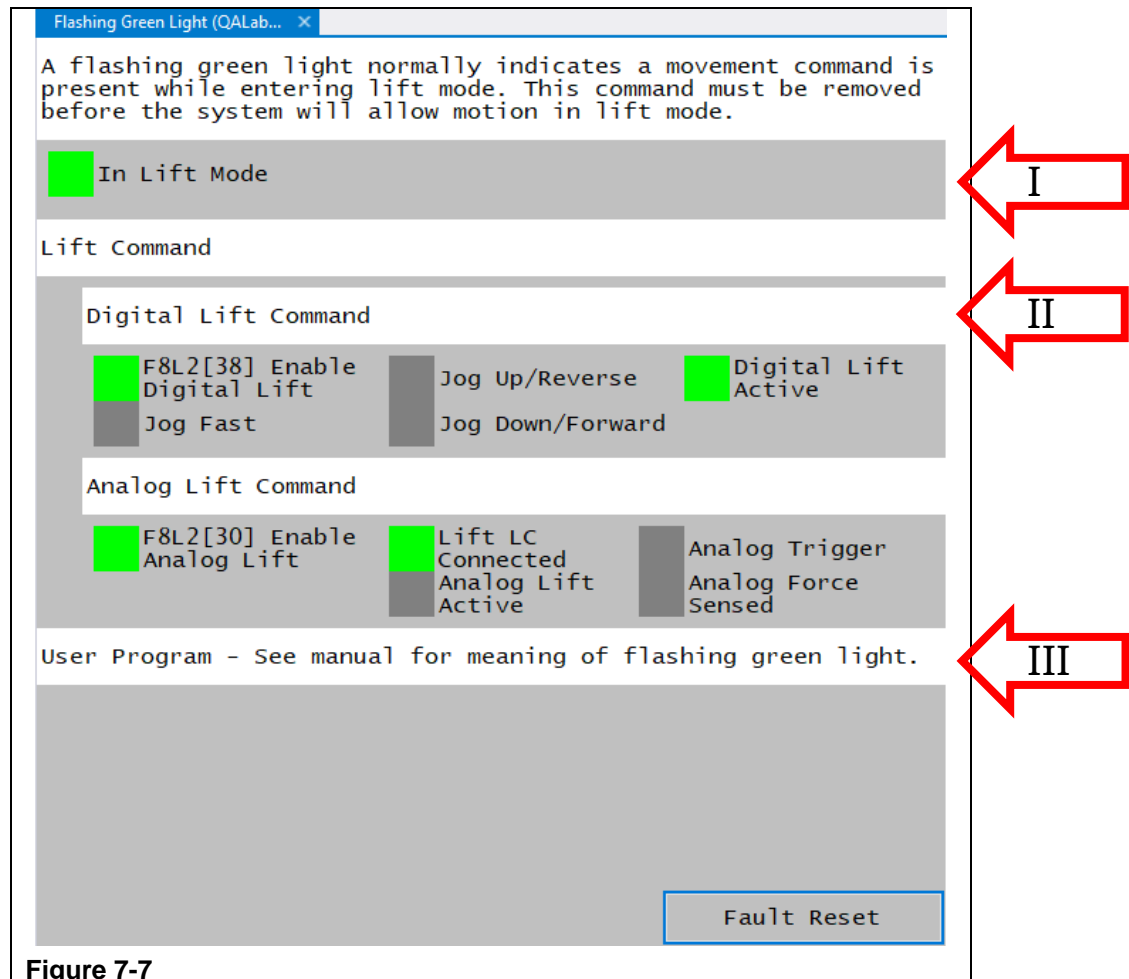 Flashing Green Light (QALab... ×
A flashing green light normally indicates a movement command is
present while entering lift mode. This command must be removed
before the system will allow motion in lift mode.
In Lift Mode
I
Lift Command
Digital Lift Command
II
F8L2[38] Enable
Digital Lift
Jog Up/Reverse
Digital Lift
Active
Jog Fast
Jog Down/Forward
Analog Lift Command
F8L2[30] Enable
Analog Lift
Lift LC
Connected
Analog Trigger
Analog Lift
Active
Analog Force
Sensed
User Program - See manual for meaning of flashing green light.
III
Fault Reset
Figure 7-7